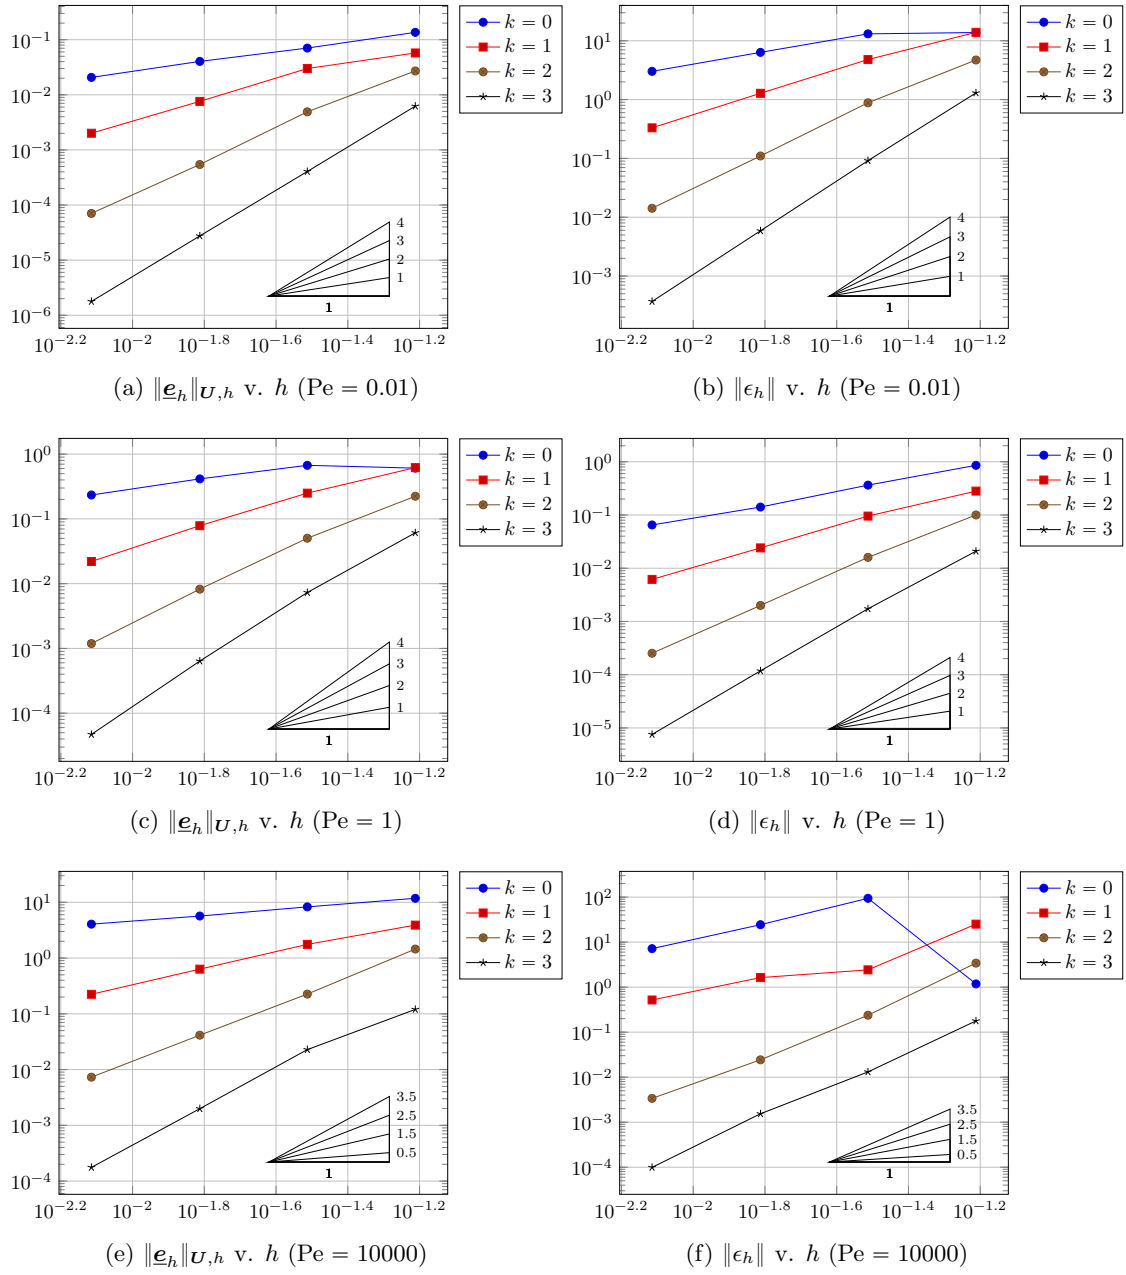 10^{-1}
10^{-2}
10^{-3}
10^{-4}
10^{-5}
10^{-6}
10^{-2.2} 10^{-2} 10^{-1.8} 10^{-1.6} 10^{-1.4} 10^{-1.2}
k = 0
k = 1
k = 2
k = 3
4
3
2
1
1
(a) ‖e_h‖_{U,h} v. h (Pe = 0.01)
10^{1}
10^{0}
10^{-1}
10^{-2}
10^{-3}
10^{-2.2} 10^{-2} 10^{-1.8} 10^{-1.6} 10^{-1.4} 10^{-1.2}
k = 0
k = 1
k = 2
k = 3
4
3
2
1
1
(b) ‖ϵ_h‖ v. h (Pe = 0.01)
10^{0}
10^{-1}
10^{-2}
10^{-3}
10^{-4}
10^{-2.2} 10^{-2} 10^{-1.8} 10^{-1.6} 10^{-1.4} 10^{-1.2}
k = 0
k = 1
k = 2
k = 3
4
3
2
1
1
(c) ‖e_h‖_{U,h} v. h (Pe = 1)
10^{0}
10^{-1}
10^{-2}
10^{-3}
10^{-4}
10^{-5}
10^{-2.2} 10^{-2} 10^{-1.8} 10^{-1.6} 10^{-1.4} 10^{-1.2}
k = 0
k = 1
k = 2
k = 3
4
3
2
1
1
(d) ‖ϵ_h‖ v. h (Pe = 1)
10^{1}
10^{0}
10^{-1}
10^{-2}
10^{-3}
10^{-4}
10^{-2.2} 10^{-2} 10^{-1.8} 10^{-1.6} 10^{-1.4} 10^{-1.2}
k = 0
k = 1
k = 2
k = 3
3.5
2.5
1.5
0.5
1
(e) ‖e_h‖_{U,h} v. h (Pe = 10000)
10^{2}
10^{1}
10^{0}
10^{-1}
10^{-2}
10^{-3}
10^{-4}
10^{-2.2} 10^{-2} 10^{-1.8} 10^{-1.6} 10^{-1.4} 10^{-1.2}
k = 0
k = 1
k = 2
k = 3
3.5
2.5
1.5
0.5
1
(f) ‖ϵ_h‖ v. h (Pe = 10000)